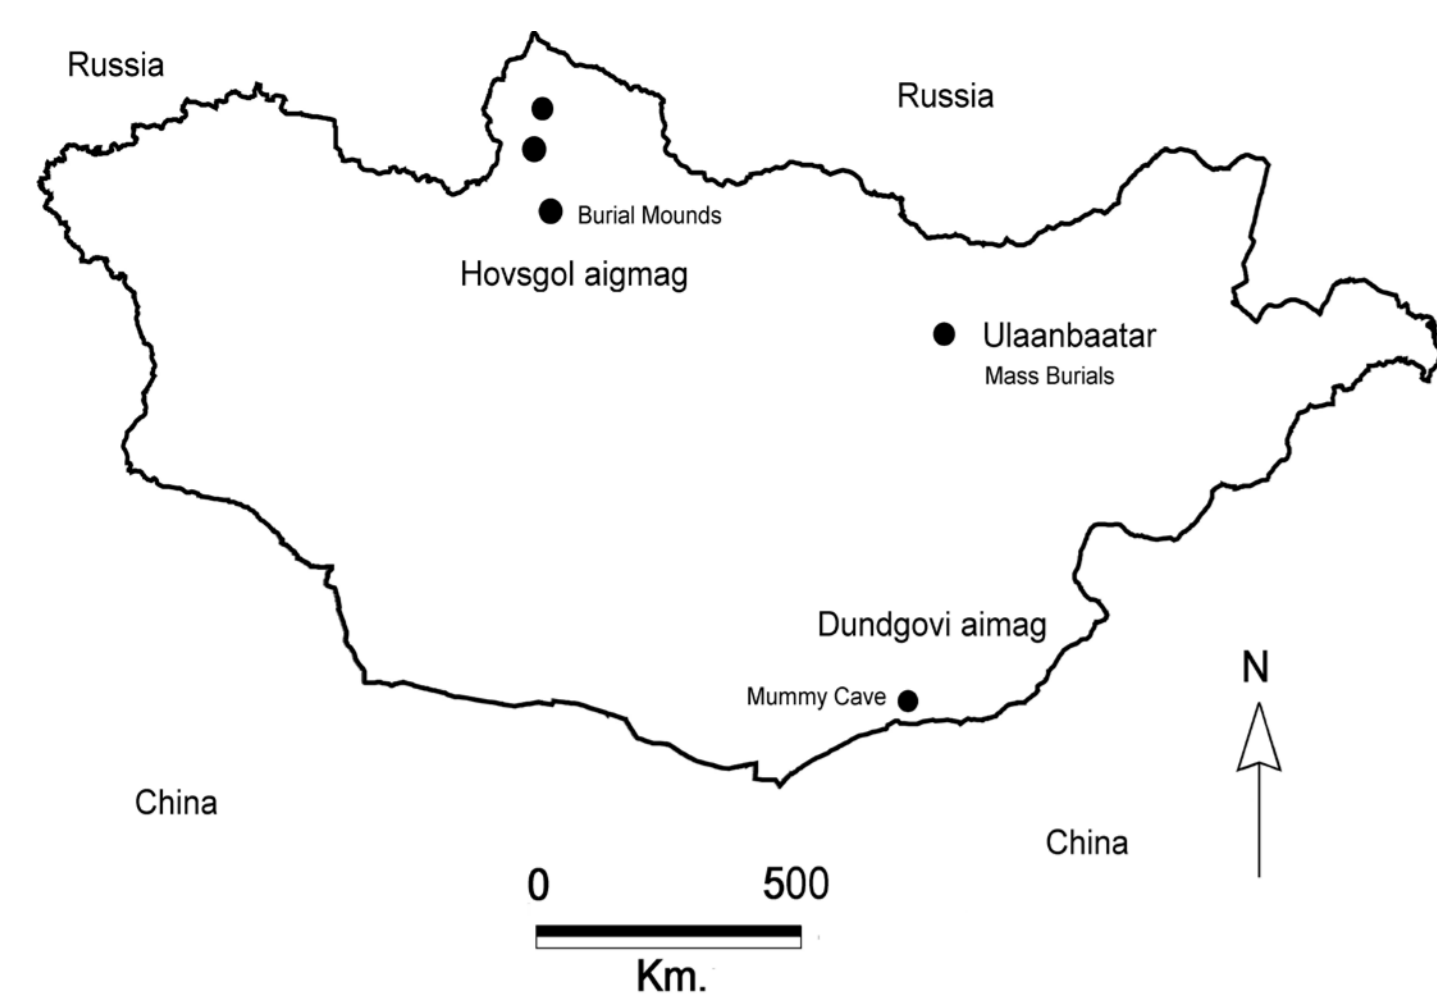 Russia
Russia
Burial Mounds
Hovsgol aigmag
Ulaanbaatar
Mass Burials
Dundgovi aimag
Mummy Cave
N
China
China
0 500
Km.